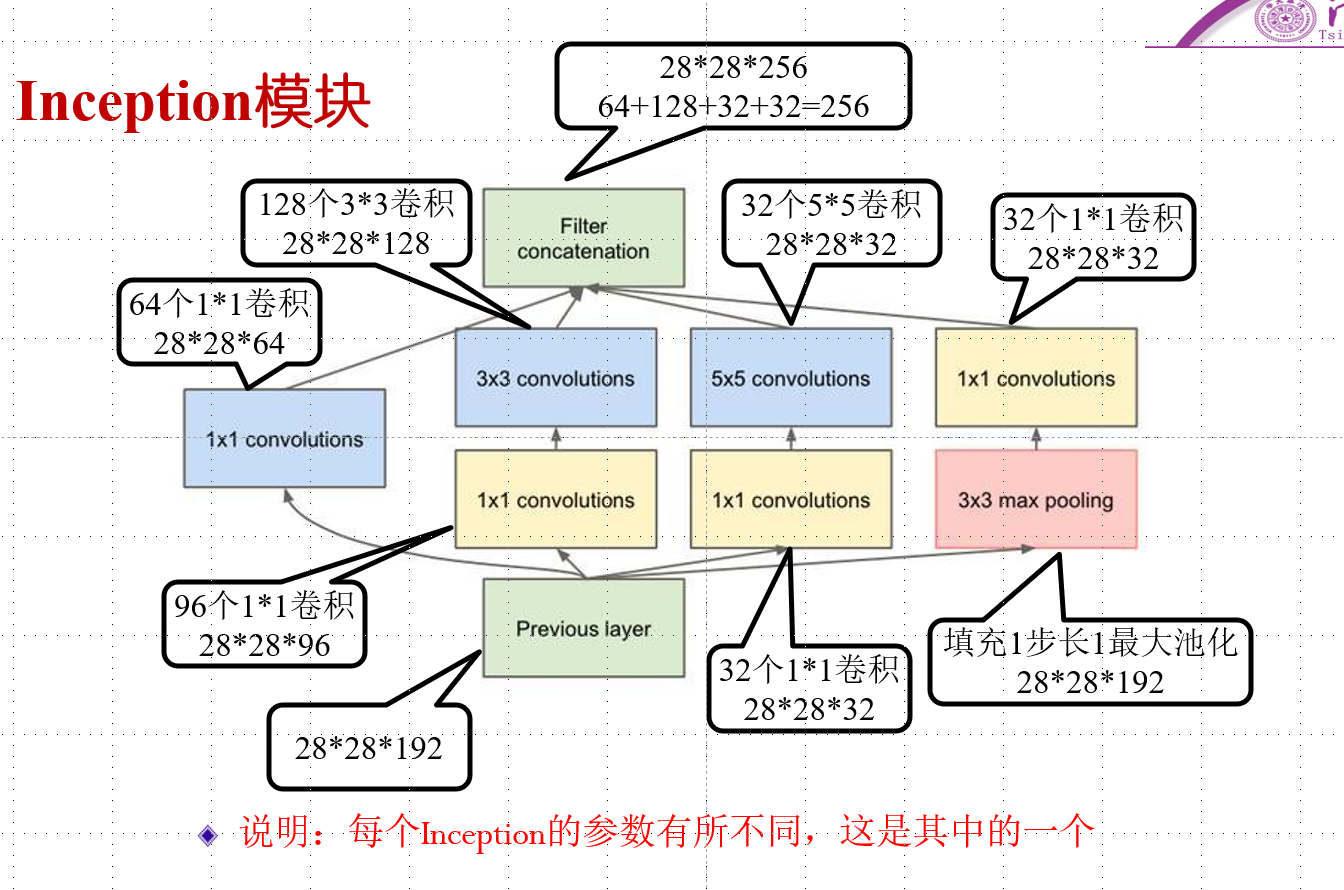 Inception模块
28*28*256
64+128+32+32=256
128个3*3卷积
28*28*128
Filter
concatenation
32个5*5卷积
28*28*32
32个1*1卷积
28*28*32
64个1*1卷积
28*28*64
3x3 convolutions
5x5 convolutions
1x1 convolutions
1x1 convolutions
1x1 convolutions
1x1 convolutions
3x3 max pooling
96个1*1卷积
28*28*96
Previous layer
32个1*1卷积
28*28*32
填充1步长1最大池化
28*28*192
28*28*192
说明：每个Inception的参数有所不同，这是其中的一个